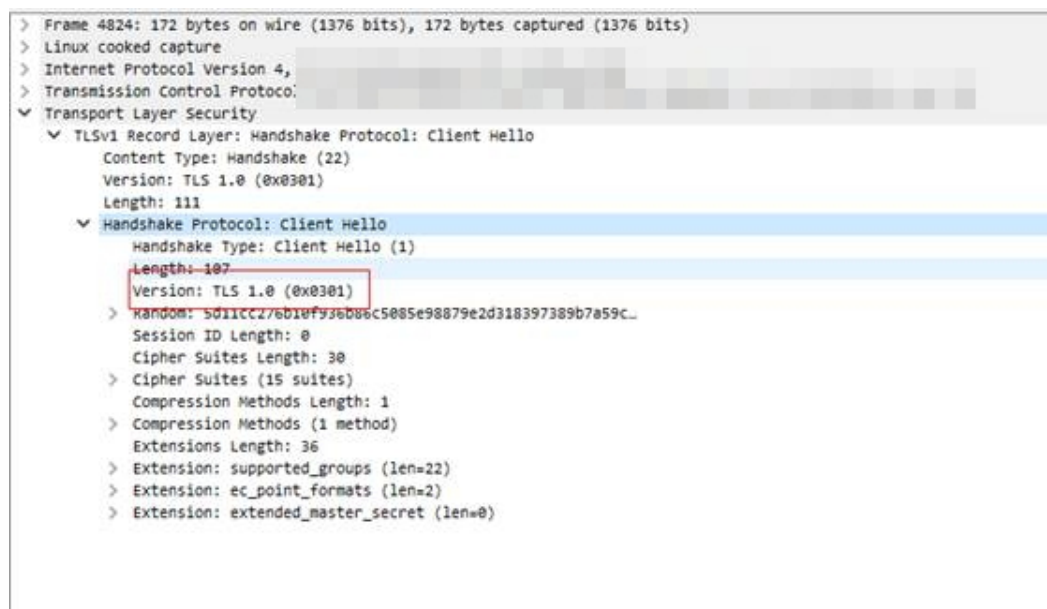 Frame 4824: 172 bytes on wire (1376 bits), 172 bytes captured (1376 bits)
Linux cooked capture
Internet Protocol Version 4,
Transmission Control Protoco
Transport Layer Security
TLSv1 Record Layer: Handshake Protocol: Client Hello
Content Type: Handshake (22)
Version: TLS 1.0 (0x0301)
Length: 111
Handshake Protocol: Client Hello
Handshake Type: Client Hello (1)
Length: 107
Version: TLS 1.0 (0x0301)
Random:
Session ID Length: 0
Cipher Suites Length: 30
Cipher Suites (15 suites)
Compression Methods Length: 1
Compression Methods (1 method)
Extensions Length: 36
Extension: supported_groups (len=22)
Extension: ec_point_formats (len=2)
Extension: extended_master_secret (len=0)